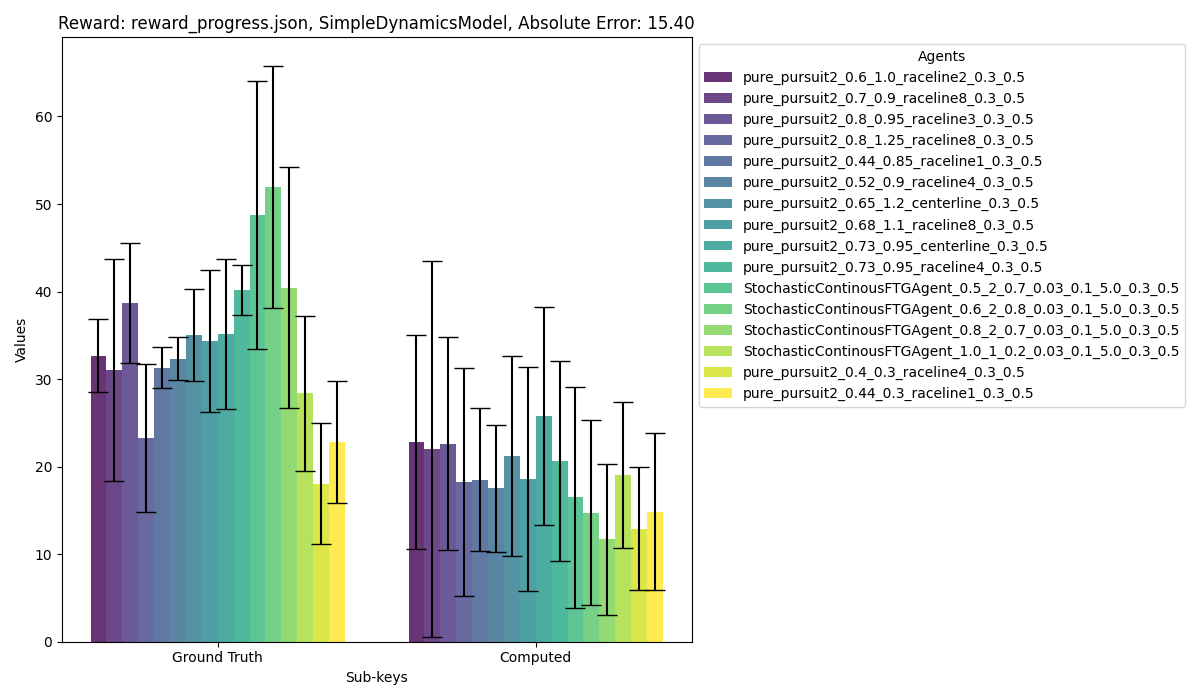 Reward: reward_progress.json, SimpleDynamicsModel, Absolute Error: 15.40
Values
60
50
40
30
20
10
0
Ground Truth
Computed
Sub-keys
Agents
pure_pursuit2_0.6_1.0_raceline2_0.3_0.5
pure_pursuit2_0.7_0.9_raceline8_0.3_0.5
pure_pursuit2_0.8_0.95_raceline3_0.3_0.5
pure_pursuit2_0.8_1.25_raceline8_0.3_0.5
pure_pursuit2_0.44_0.85_raceline1_0.3_0.5
pure_pursuit2_0.52_0.9_raceline4_0.3_0.5
pure_pursuit2_0.65_1.2_centerline_0.3_0.5
pure_pursuit2_0.68_1.1_raceline8_0.3_0.5
pure_pursuit2_0.73_0.95_centerline_0.3_0.5
pure_pursuit2_0.73_0.95_raceline4_0.3_0.5
StochasticContinousFTGAgent_0.5_2_0.7_0.03_0.1_5.0_0.3_0.5
StochasticContinousFTGAgent_0.6_2_0.8_0.03_0.1_5.0_0.3_0.5
StochasticContinousFTGAgent_0.8_2_0.7_0.03_0.1_5.0_0.3_0.5
StochasticContinousFTGAgent_1.0_1_0.2_0.03_0.1_5.0_0.3_0.5
pure_pursuit2_0.4_0.3_raceline4_0.3_0.5
pure_pursuit2_0.44_0.3_raceline1_0.3_0.5